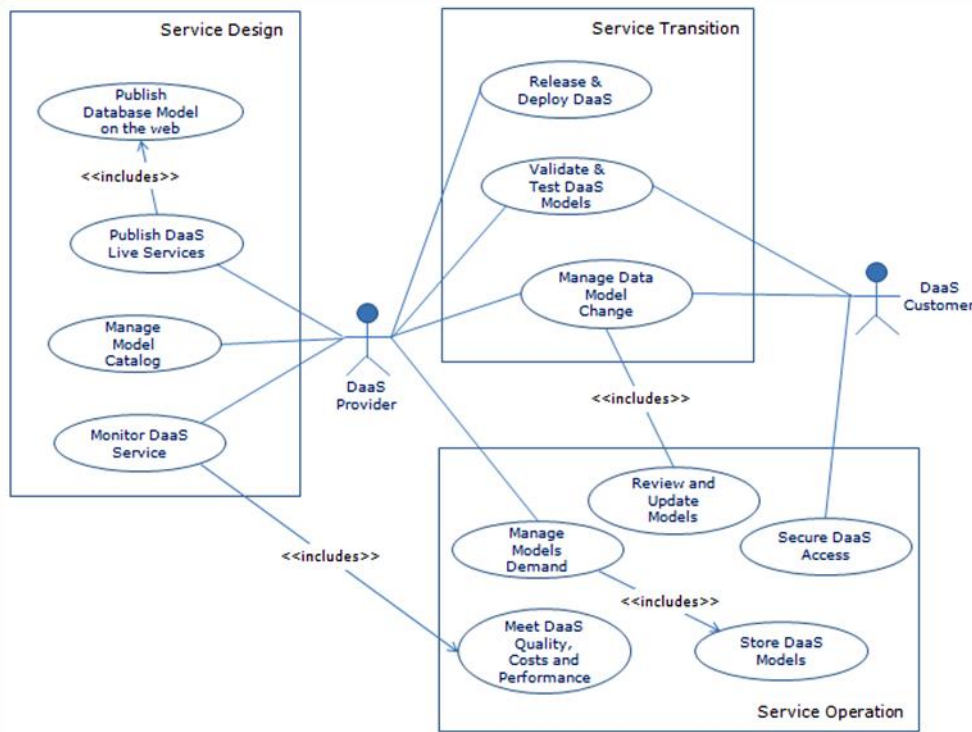 Service Design
Publish
Database Model
on the web
<<includes>>
Publish DaaS
Live Services
Manage
Model
Catalog
Monitor DaaS
Service
<<includes>>
DaaS
Provider
Service Transition
Release &
Deploy DaaS
Validate &
Test DaaS
Models
Manage Data
Model
Change
DaaS
Customer
<<includes>>
Review and
Update
Models
Manage
Models
Demand
Secure DaaS
Access
<<includes>>
Meet DaaS
Quality,
Costs and
Performance
Store DaaS
Models
Service Operation